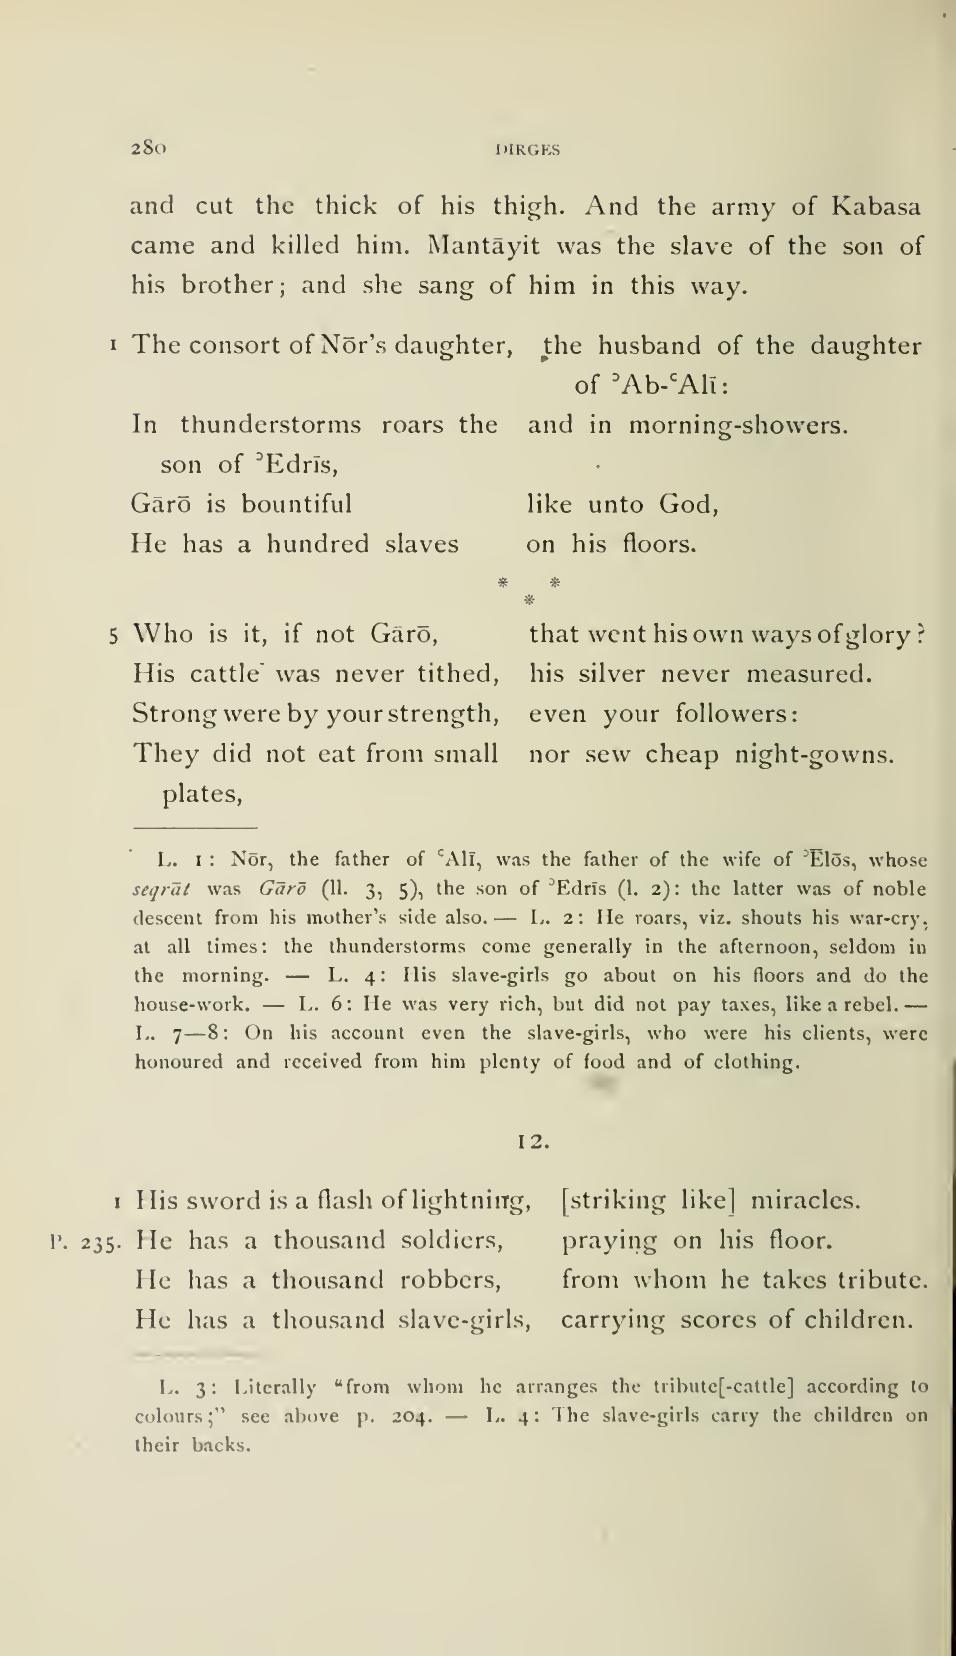 280 DIRGES
and cut the thick of his thigh. And the army of Kabasa
came and killed him. Mantāyit was the slave of the son of
his brother; and she sang of him in this way.
1 The consort of Nōr's daughter, the husband of the daughter
of ʾAb-ʿAlī:
In thunderstorms roars the and in morning-showers.
son of ʾEdrīs,
Gārō is bountiful like unto God,
He has a hundred slaves on his floors.
* *
*
5 Who is it, if not Gārō, that went his own ways of glory?
His cattle was never tithed, his silver never measured.
Strong were by your strength, even your followers:
They did not eat from small nor sew cheap night-gowns.
plates,
L. 1: Nōr, the father of ʿAlī, was the father of the wife of ʾĒlōs, whose
seqrāt was Gārō (ll. 3, 5), the son of ʾEdrīs (l. 2): the latter was of noble
descent from his mother's side also. — L. 2: He roars, viz. shouts his war-cry,
at all times: the thunderstorms come generally in the afternoon, seldom in
the morning. — L. 4: His slave-girls go about on his floors and do the
house-work. — L. 6: He was very rich, but did not pay taxes, like a rebel. —
L. 7—8: On his account even the slave-girls, who were his clients, were
honoured and received from him plenty of food and of clothing.
12.
1 His sword is a flash of lightning, [striking like] miracles.
P. 235. He has a thousand soldiers, praying on his floor.
He has a thousand robbers, from whom he takes tribute.
He has a thousand slave-girls, carrying scores of children.
L. 3: Literally "from whom he arranges the tribute[-cattle] according to
colours;" see above p. 204. — L. 4: The slave-girls carry the children on
their backs.